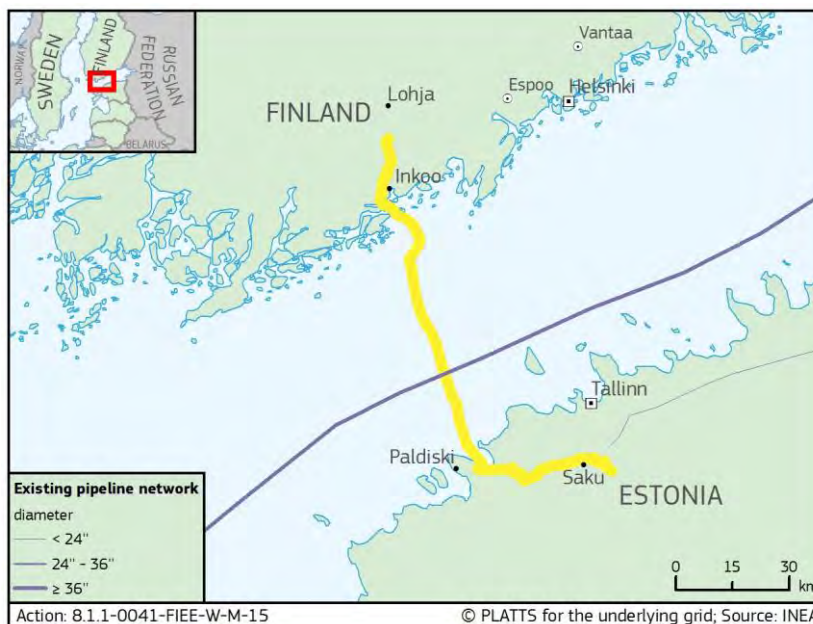 NORWAY
SWEDEN
FINLAND
RUSSIAN
FEDERATION
BELARUS
Vantaa
Espoo
Helsinki
Lohja
FINLAND
Inkoo
Tallinn
Paldiski
Saku
ESTONIA
Existing pipeline network
diameter
< 24"
24" - 36"
≥ 36"
0 15 30
km
Action: 8.1.1-0041-FIEE-W-M-15
© PLATTS for the underlying grid; Source: INEA